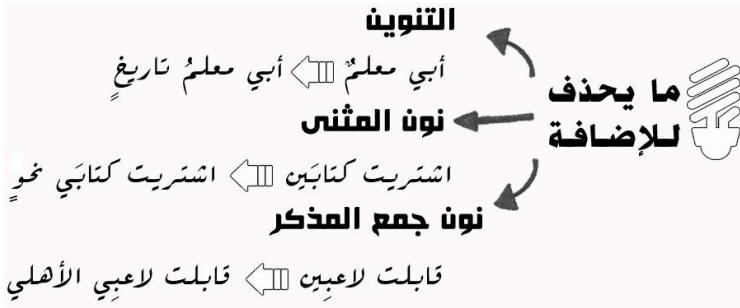 ما يحذف
للإضافة
التنوين
أبي معلمٌ أبي معلمُ تاريخٍ
نون المثنى
اشتريت كتابَين اشتريت كتابَي نحوٍ
نون جمع المذكر
قابلت لاعبِين قابلت لاعبِي الأهلي